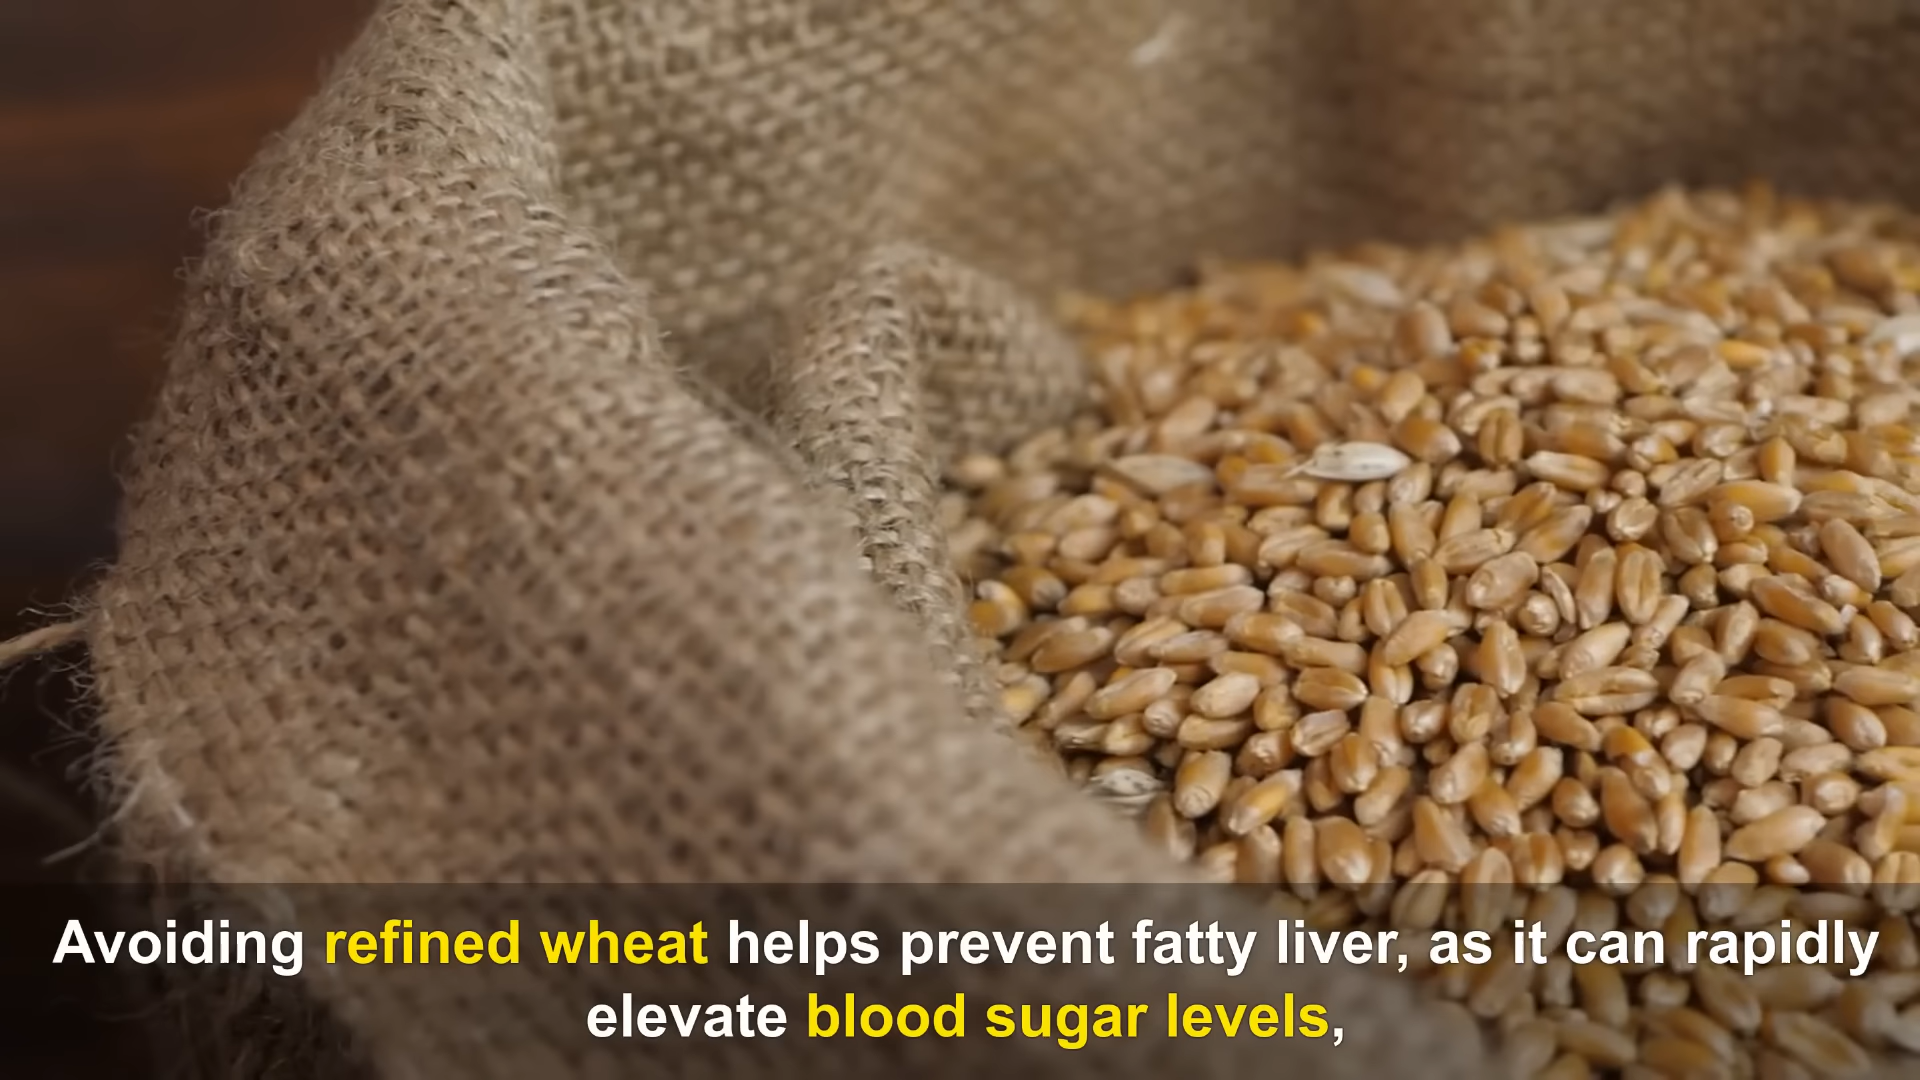 Avoiding refined wheat helps prevent fatty liver, as it can rapidly
elevate blood sugar levels,